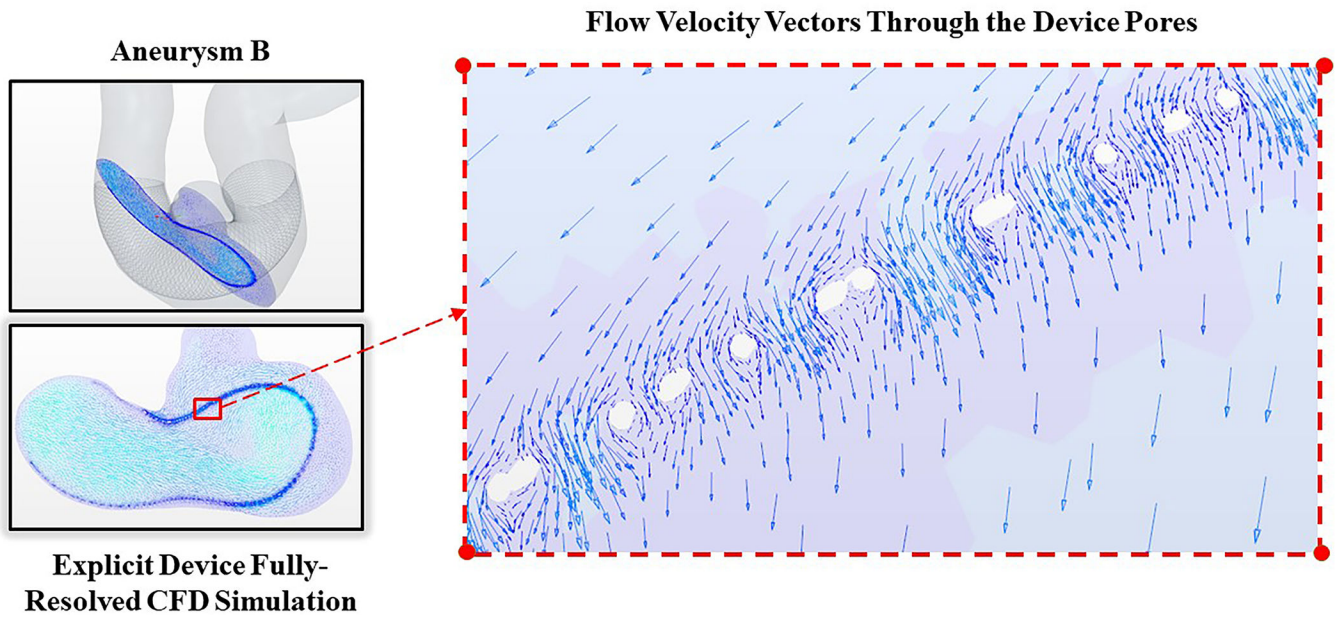 Flow Velocity Vectors Through the Device Pores
Aneurysm B
Explicit Device Fully-
Resolved CFD Simulation